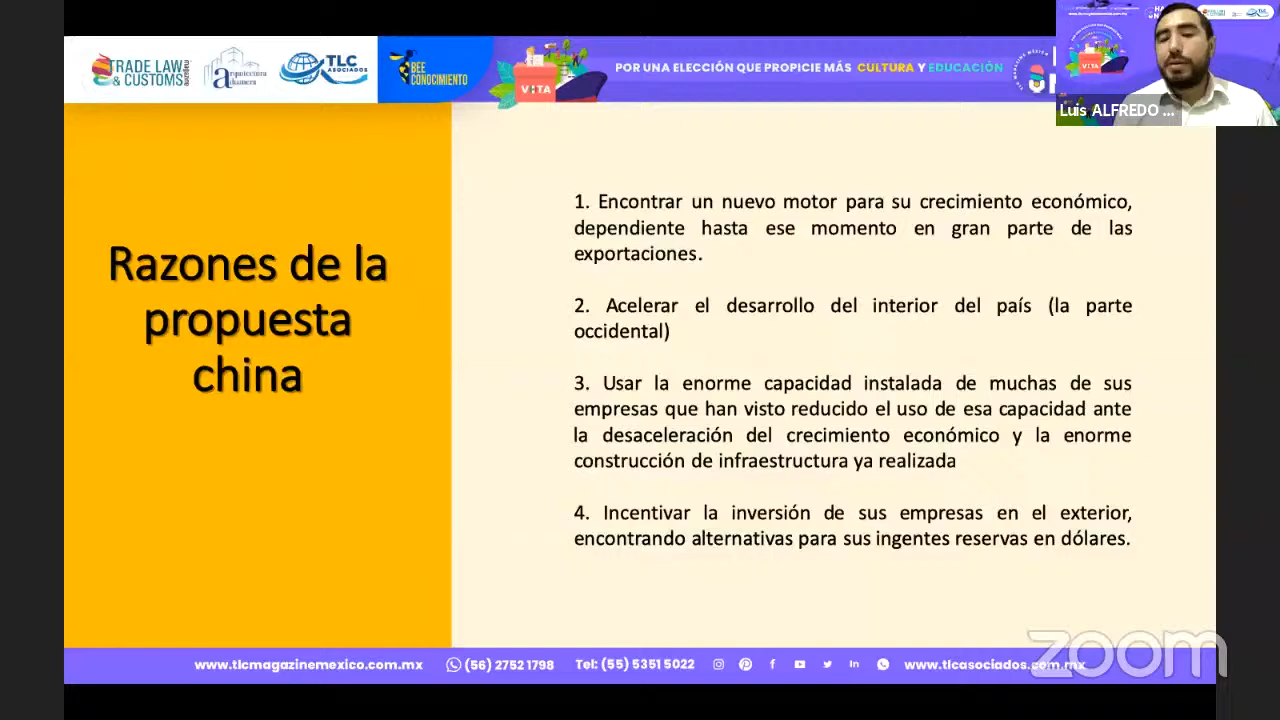 TRADE LAW
& CUSTOMS
arquitectura
aduanera
TLC
ASOCIADOS
BEE
CONOCIMIENTO
VITA
POR UNA ELECCIÓN QUE PROPICIE MÁS CULTURA Y EDUCACIÓN
VITA
Luis ALFREDO ...
Razones de la
propuesta
china
1. Encontrar un nuevo motor para su crecimiento económico,
dependiente hasta ese momento en gran parte de las
exportaciones.
2. Acelerar el desarrollo del interior del país (la parte
occidental)
3. Usar la enorme capacidad instalada de muchas de sus
empresas que han visto reducido el uso de esa capacidad ante
la desaceleración del crecimiento económico y la enorme
construcción de infraestructura ya realizada
4. Incentivar la inversión de sus empresas en el exterior,
encontrando alternativas para sus ingentes reservas en dólares.
zoom
www.tlcmagazinemexico.com.mx (56) 2752 1798 Tel: (55) 5351 5022 www.tlcasociados.com.mx